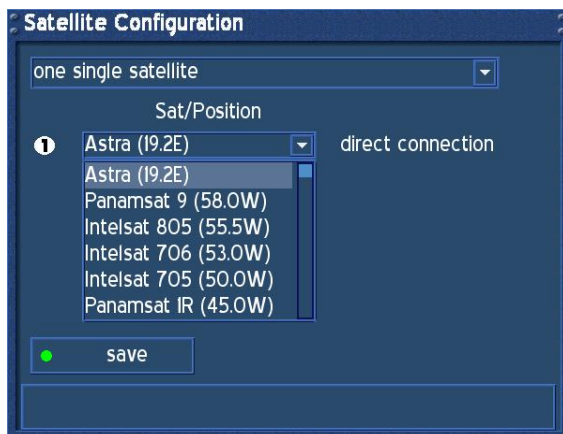 Satellite Configuration
one single satellite
Sat/Position
1 Astra (19.2E) direct connection
Astra (19.2E)
Panamsat 9 (58.0W)
Intelsat 805 (55.5W)
Intelsat 706 (53.0W)
Intelsat 705 (50.0W)
Panamsat 1R (45.0W)
save